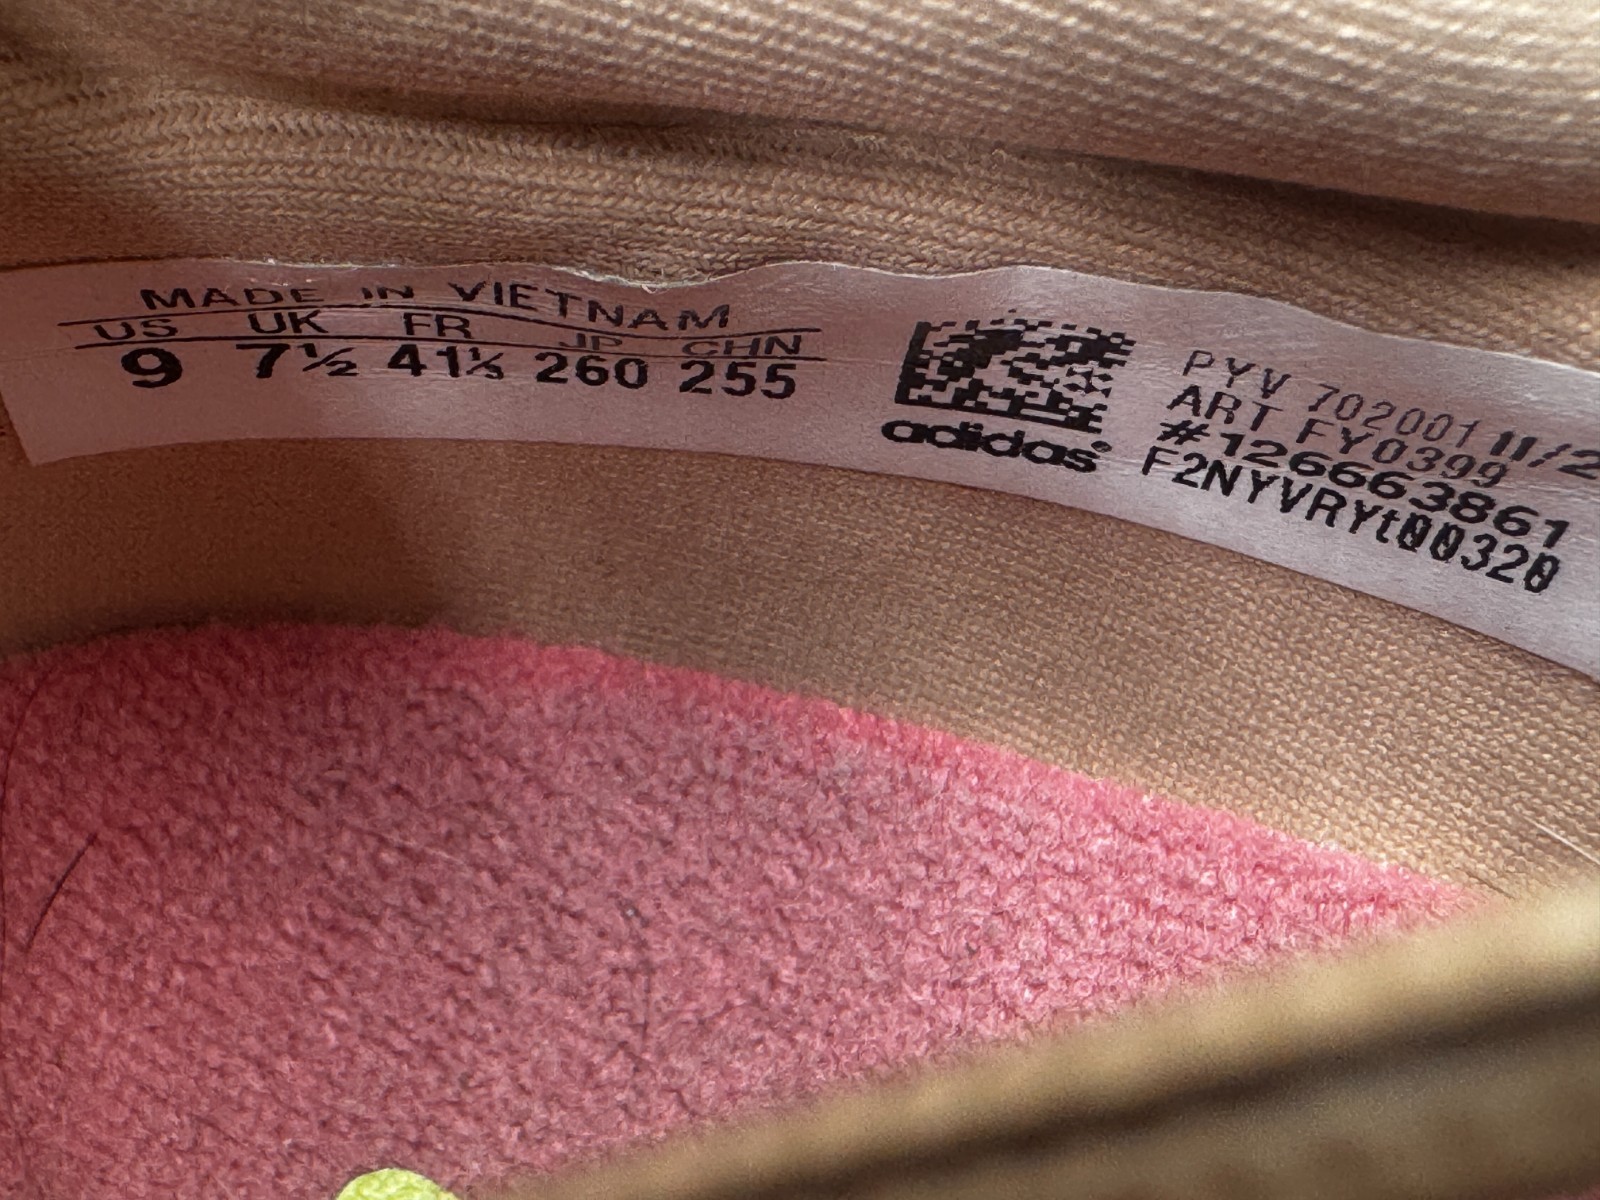 MADE IN VIETNAM
US UK FR JP CHN
9 7½ 41⅓ 260 255
adidas®
PYV 702001 11/2
ART FY0399
#126663861
F2NYVRYt00320